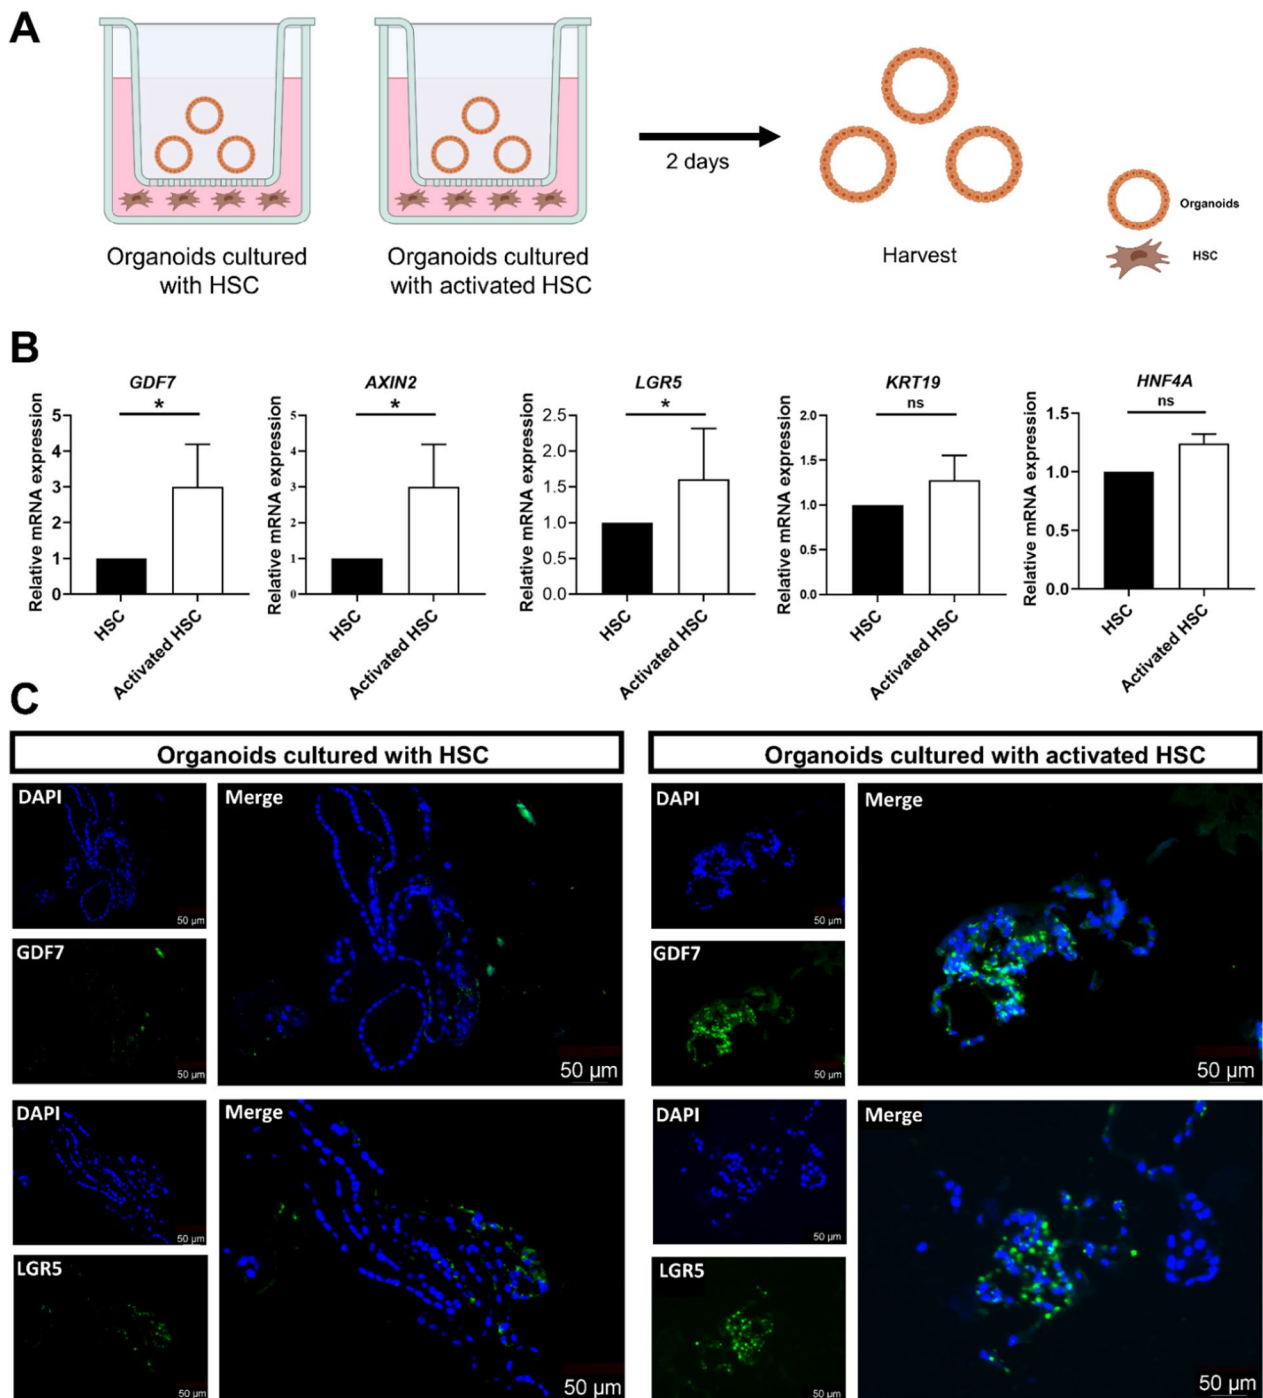 A
Organoids cultured
with HSC
Organoids cultured
with activated HSC
2 days
Harvest
Organoids
HSC
B
GDF7
*
Relative mRNA expression
5
4
3
2
1
0
HSC
Activated HSC
AXIN2
*
Relative mRNA expression
5
4
3
2
1
0
HSC
Activated HSC
LGR5
*
Relative mRNA expression
2.5
2.0
1.5
1.0
0.5
0.0
HSC
Activated HSC
KRT19
ns
Relative mRNA expression
2.0
1.5
1.0
0.5
0.0
HSC
Activated HSC
HNF4A
ns
Relative mRNA expression
1.5
1.0
0.5
0.0
HSC
Activated HSC
C
Organoids cultured with HSC
DAPI
50 µm
GDF7
50 µm
Merge
50 µm
DAPI
50 µm
LGR5
50 µm
Merge
50 µm
Organoids cultured with activated HSC
DAPI
50 µm
GDF7
50 µm
Merge
50 µm
DAPI
50 µm
LGR5
50 µm
Merge
50 µm